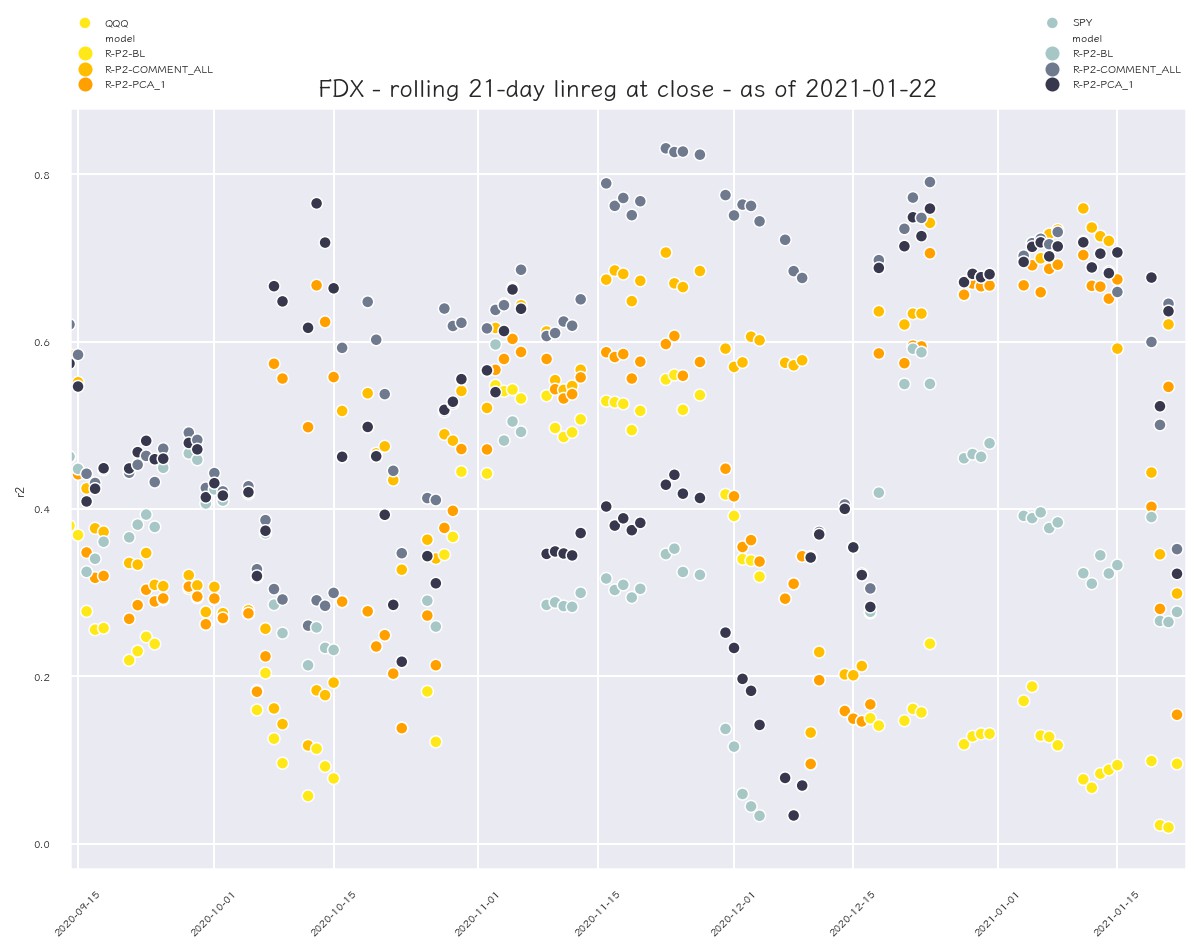 QQQ
model
R-P2-BL
R-P2-COMMENT_ALL
R-P2-PCA_1
SPY
model
R-P2-BL
R-P2-COMMENT_ALL
R-P2-PCA_1
FDX - rolling 21-day linreg at close - as of 2021-01-22
0.8
0.6
0.4
0.2
0.0
r2
2020-09-15
2020-10-01
2020-10-15
2020-11-01
2020-11-15
2020-12-01
2020-12-15
2021-01-01
2021-01-15